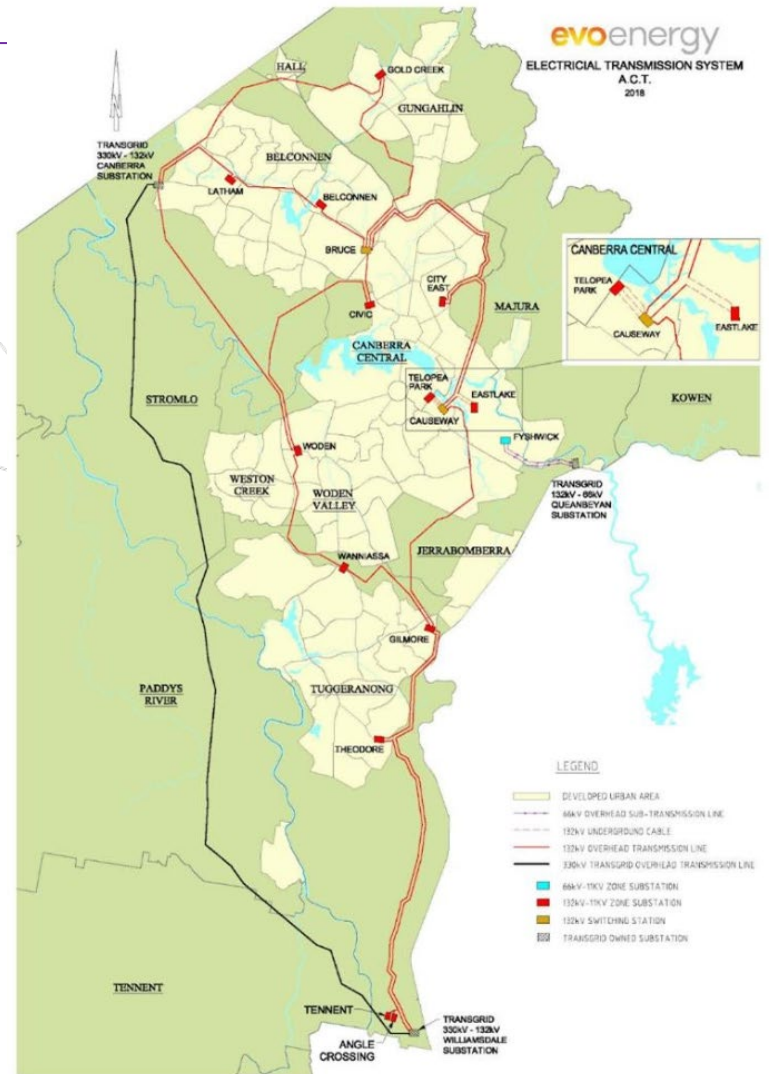 evoenergy
ELECTRICIAL TRANSMISSION SYSTEM
A.C.T.
2018
HALL
GOLD CREEK
GUNGAHLIN
TRANSGRID
330kV - 132kV
CANBERRA
SUBSTATION
BELCONNEN
LATHAM
BELCONNEN
BRUCE
CITY
EAST
CIVIC
MAJURA
CANBERRA
CENTRAL
CANBERRA CENTRAL
TELOPEA
PARK
CAUSEWAY
EASTLAKE
STROMLO
TELOPEA
PARK
EASTLAKE
CAUSEWAY
KOWEN
FYSHWICK
WODEN
WESTON
CREEK
WODEN
VALLEY
TRANSGRID
132kV - 66kV
QUEANBEYAN
SUBSTATION
JERRABOMBERRA
WANNIASSA
GILMORE
PADDYS
RIVER
TUGGERANONG
THEODORE
LEGEND
DEVELOPED URBAN AREA
66kV OVERHEAD SUB-TRANSMISSION LINE
132kV UNDERGROUND CABLE
132kV OVERHEAD TRANSMISSION LINE
330kV TRANSGRID OVERHEAD TRANSMISSION LINE
66kV-11KV ZONE SUBSTATION
132kV-11KV ZONE SUBSTATION
132kV SWITCHING STATION
TRANSGRID OWNED SUBSTATION
TENNENT
TENNENT
ANGLE
CROSSING
TRANSGRID
330kV - 132kV
WILLIAMSDALE
SUBSTATION